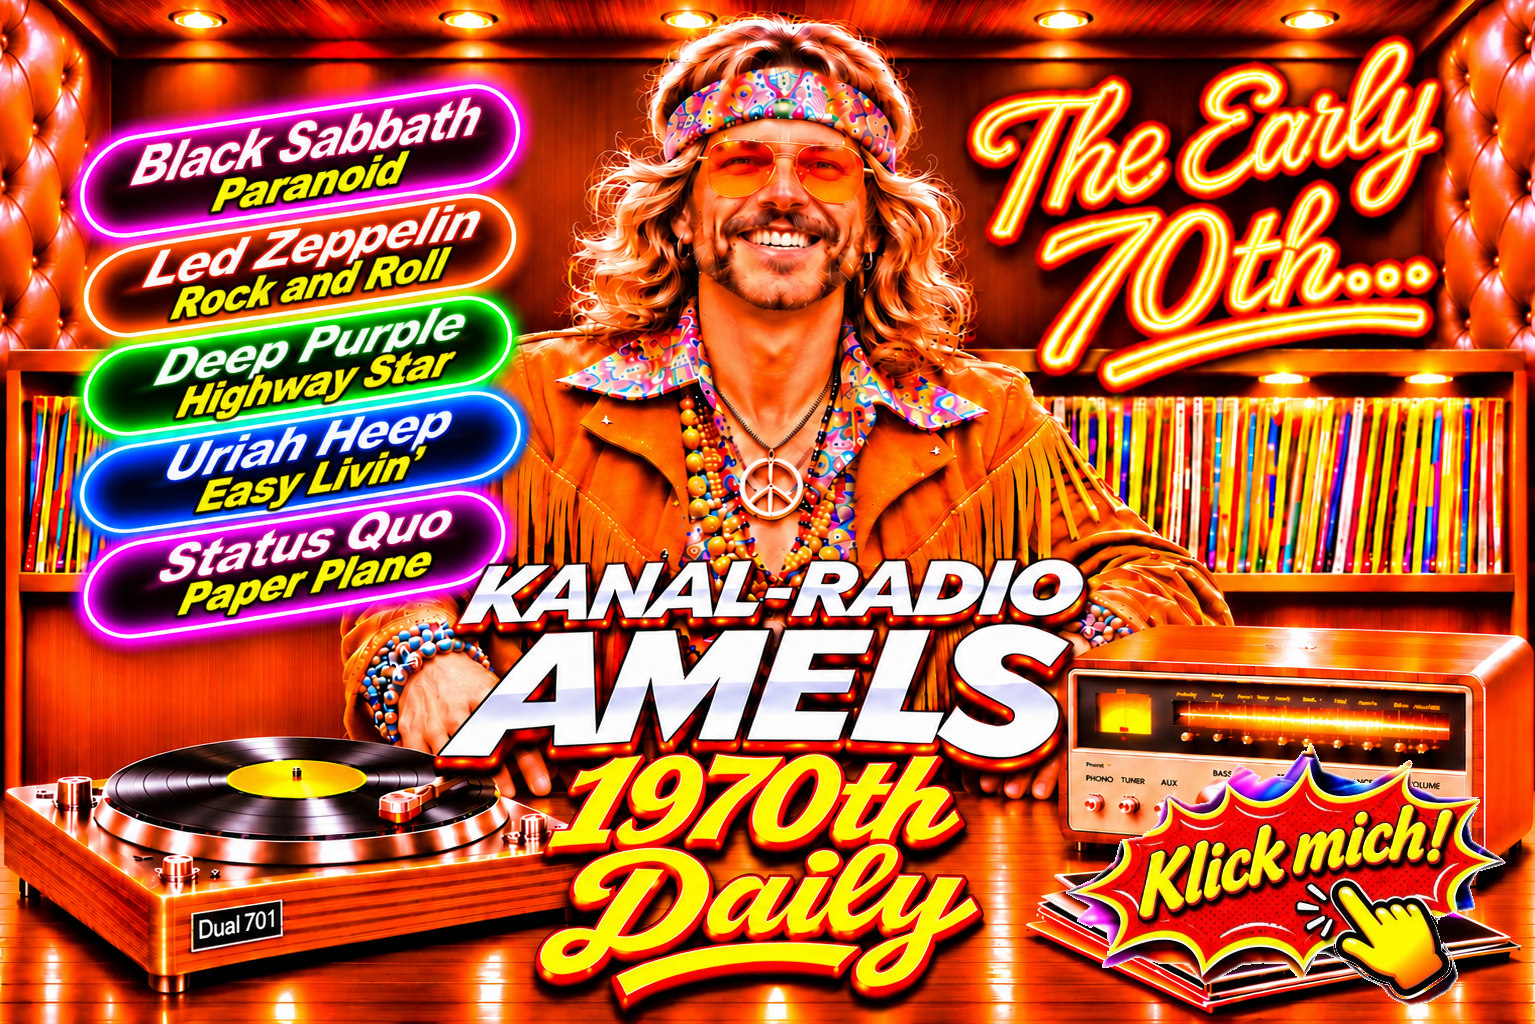 Black Sabbath
Paranoid
Led Zeppelin
Rock and Roll
Deep Purple
Highway Star
Uriah Heep
Easy Livin'
Status Quo
Paper Plane
The Early
70th...
KANAL-RADIO
AMELS
1970th
Daily
Dual 701
PHONO TUNER AUX
Klick mich!